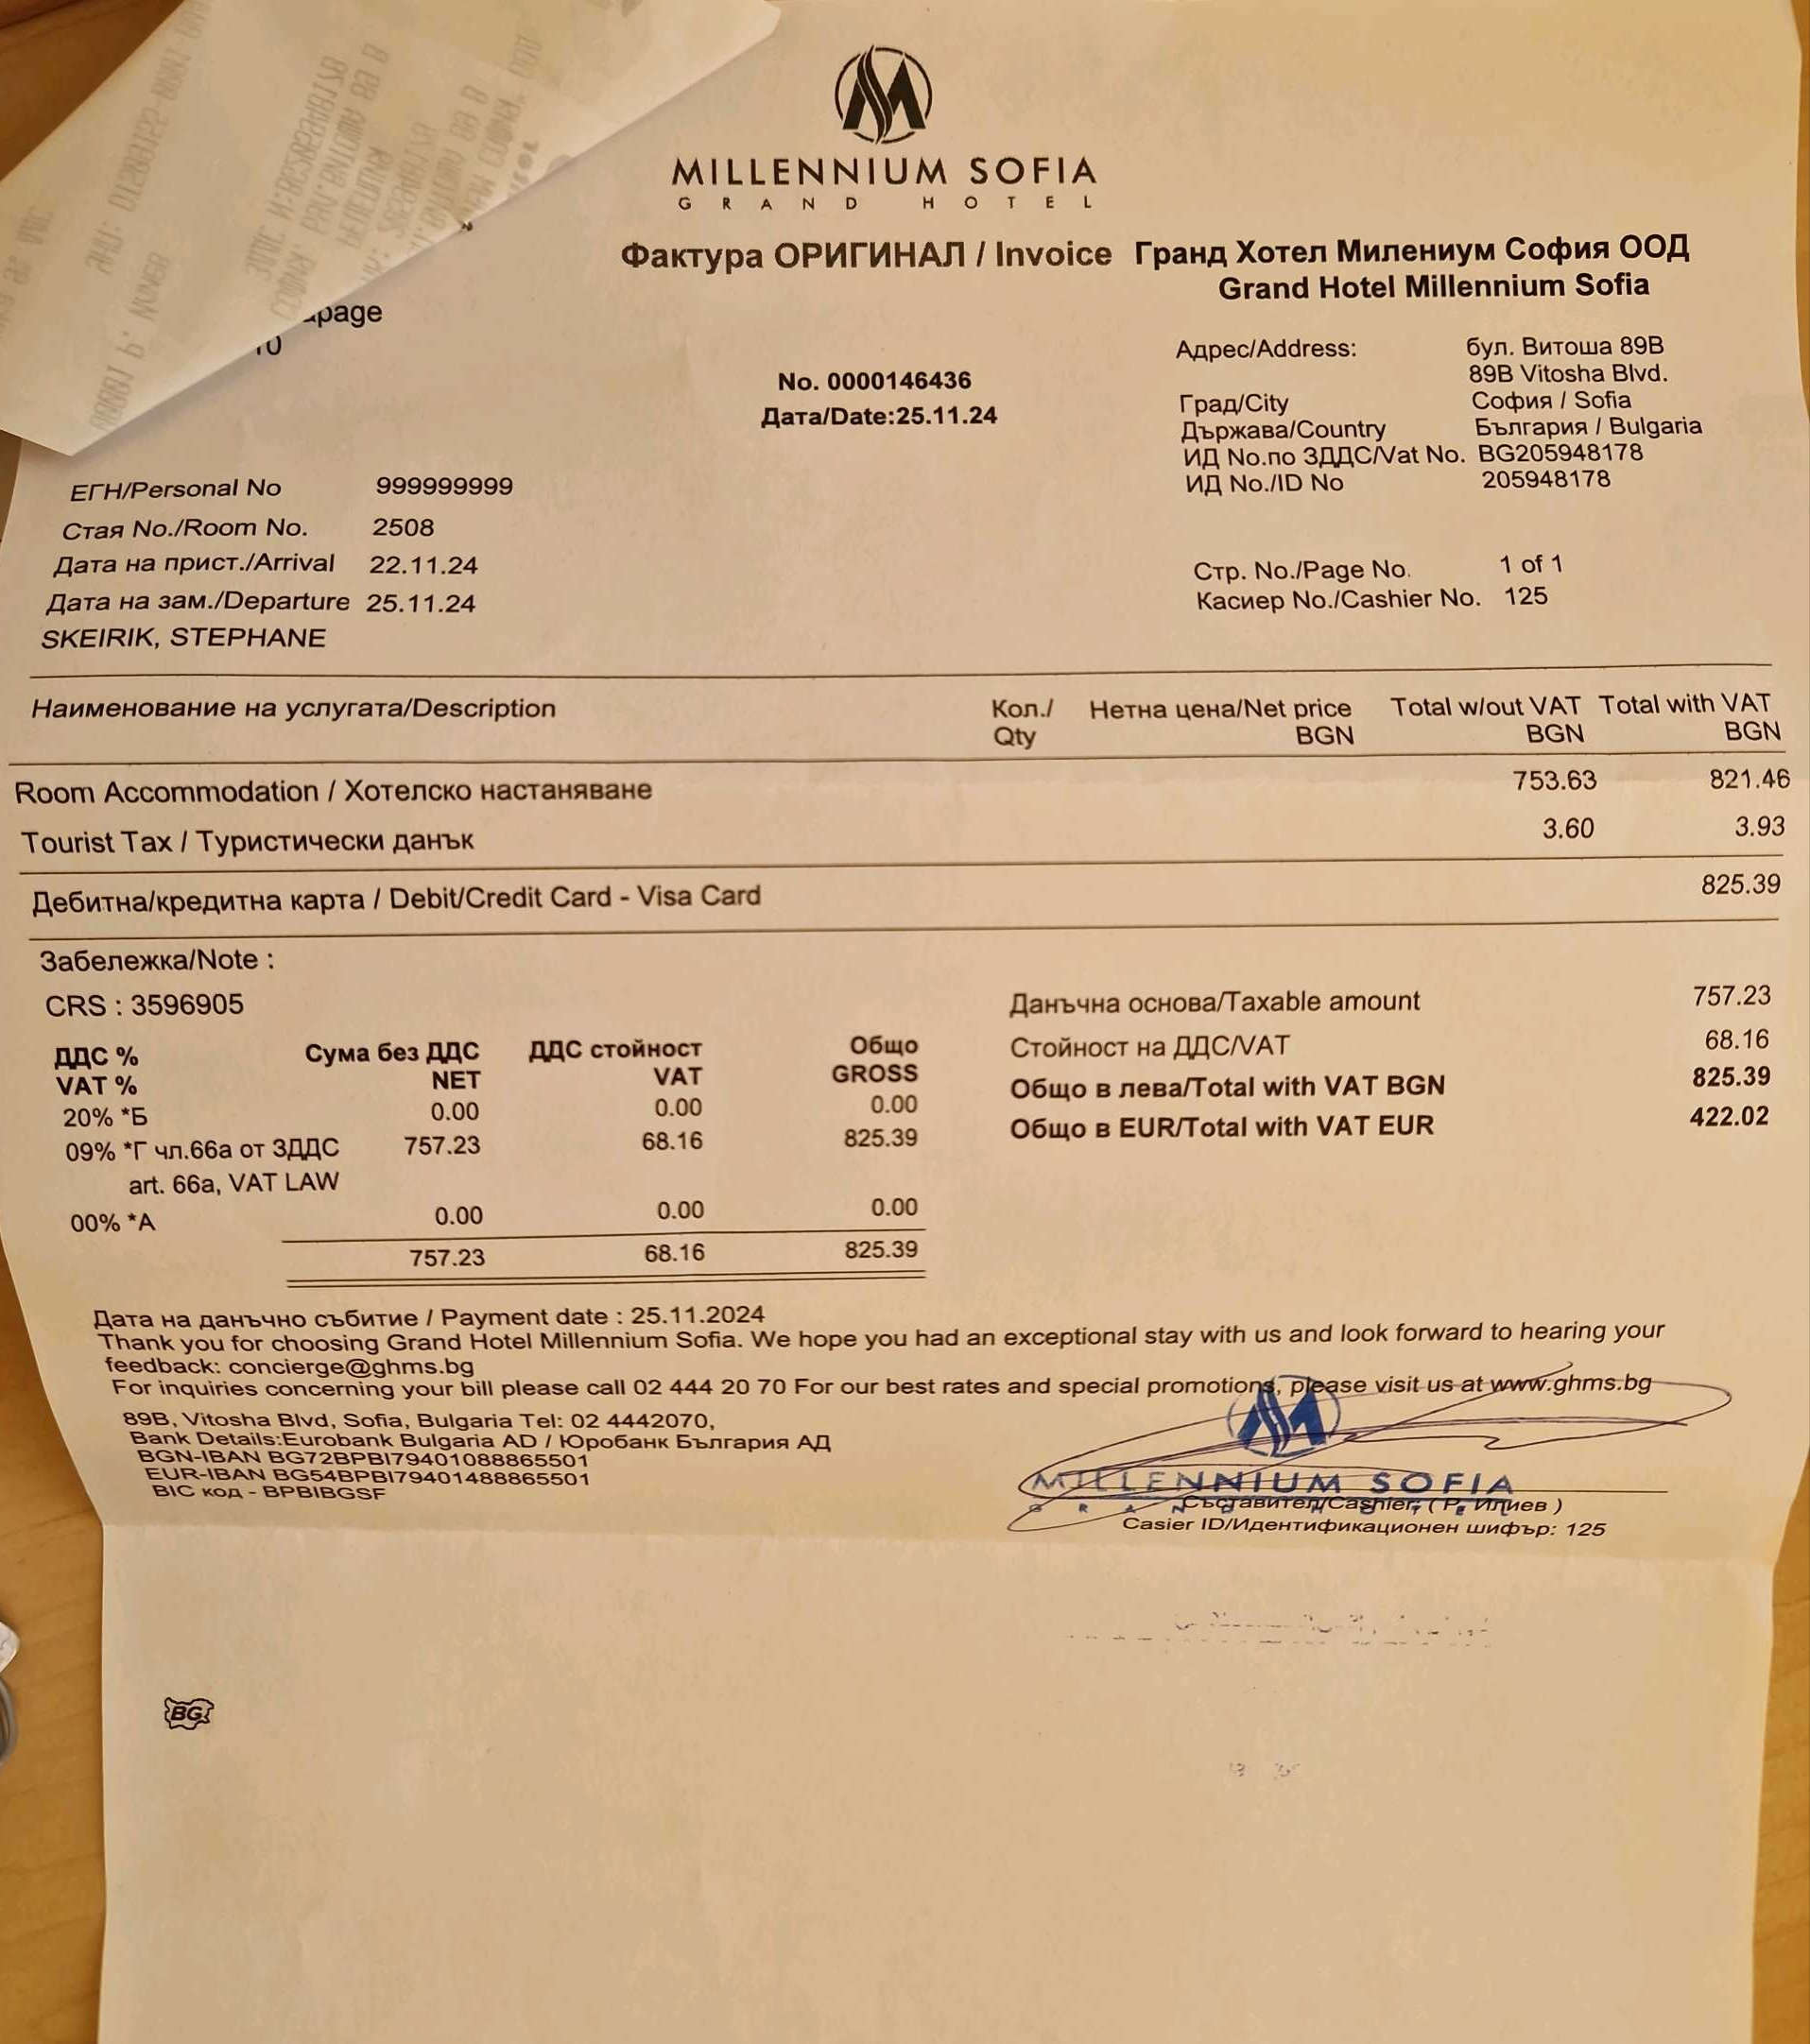 MILLENNIUM SOFIA
GRAND HOTEL
Фактура ОРИГИНАЛ / Invoice
Гранд Хотел Милениум София ООД
Grand Hotel Millennium Sofia
page
No. 0000146436
Дата/Date:25.11.24
Адрес/Address: бул. Витоша 89В
89B Vitosha Blvd.
Град/City София / Sofia
Държава/Country България / Bulgaria
ИД No.по ЗДДС/Vat No. BG205948178
ИД No./ID No 205948178
ЕГН/Personal No 999999999
Стая No./Room No. 2508
Дата на прист./Arrival 22.11.24
Дата на зам./Departure 25.11.24
SKEIRIK, STEPHANE
Стр. No./Page No. 1 of 1
Касиер No./Cashier No. 125
Наименование на услугата/Description Кол./ Нетна цена/Net price Total w/out VAT Total with VAT
Qty BGN BGN BGN
Room Accommodation / Хотелско настаняване 753.63 821.46
Tourist Tax / Туристически данък 3.60 3.93
Дебитна/кредитна карта / Debit/Credit Card - Visa Card 825.39
Забележка/Note :
CRS : 3596905
ДДС % Сума без ДДС ДДС стойност Общо
VAT % NET VAT GROSS
20% *Б 0.00 0.00 0.00
09% *Г чл.66а от ЗДДС 757.23 68.16 825.39
art. 66a, VAT LAW
00% *А 0.00 0.00 0.00
757.23 68.16 825.39
Данъчна основа/Taxable amount 757.23
Стойност на ДДС/VAT 68.16
Общо в лева/Total with VAT BGN 825.39
Общо в EUR/Total with VAT EUR 422.02
Дата на данъчно събитие / Payment date : 25.11.2024
Thank you for choosing Grand Hotel Millennium Sofia. We hope you had an exceptional stay with us and look forward to hearing your
feedback: concierge@ghms.bg
For inquiries concerning your bill please call 02 444 20 70 For our best rates and special promotions, please visit us at www.ghms.bg
89B, Vitosha Blvd, Sofia, Bulgaria Tel: 02 4442070,
Bank Details:Eurobank Bulgaria AD / Юробанк България АД
BGN-IBAN BG72BPBI79401088865501
EUR-IBAN BG54BPBI79401488865501
BIC код - BPBIBGSF
MILLENNIUM SOFIA
Съставител/Cashier: ( Р. Илиев )
Casier ID/Идентификационен шифър: 125
BG